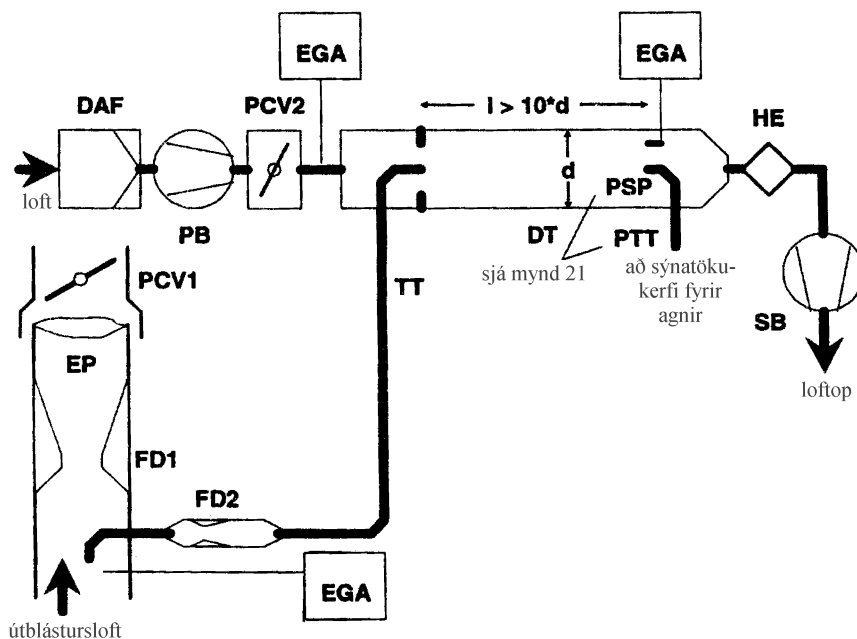 EGA
EGA
DAF
PCV2
l > 10*d
HE
loft
d
PSP
PB
DT
PTT
sjá mynd 21
að sýnatöku-
kerfi fyrir
agnir
PCV1
TT
SB
EP
loftop
FD1
FD2
EGA
útblástursloft